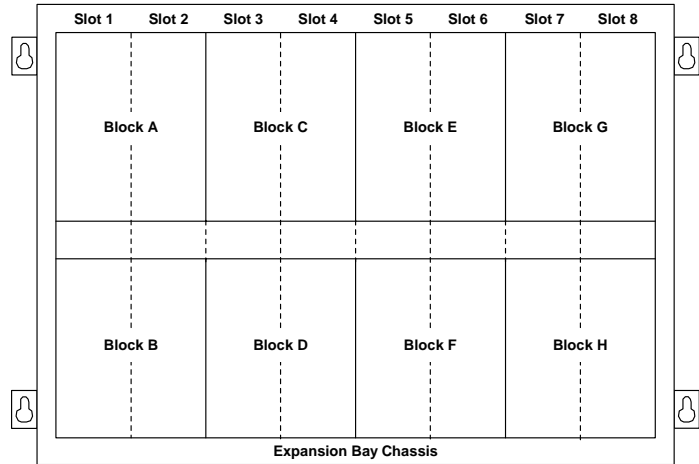 Slot 1 Slot 2 Slot 3 Slot 4 Slot 5 Slot 6 Slot 7 Slot 8
Block A Block C Block E Block G
Block B Block D Block F Block H
Expansion Bay Chassis